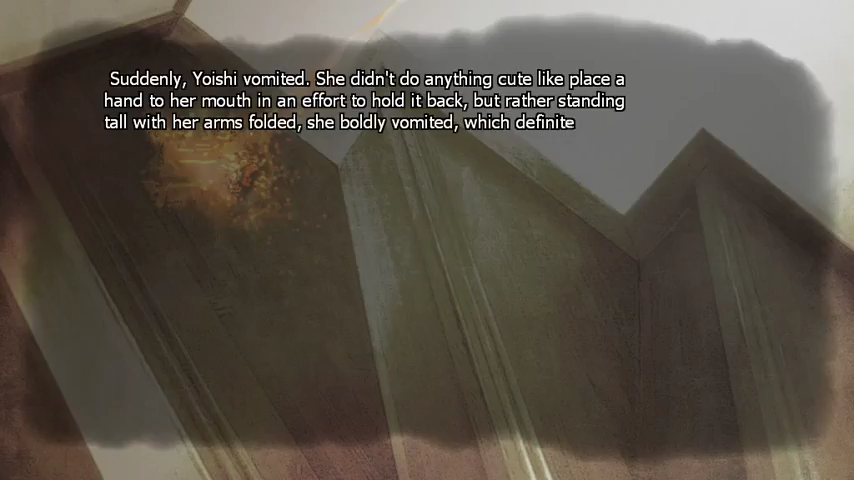 Suddenly, Yoishi vomited. She didn't do anything cute like place a
hand to her mouth in an effort to hold it back, but rather standing
tall with her arms folded, she boldly vomited, which definite